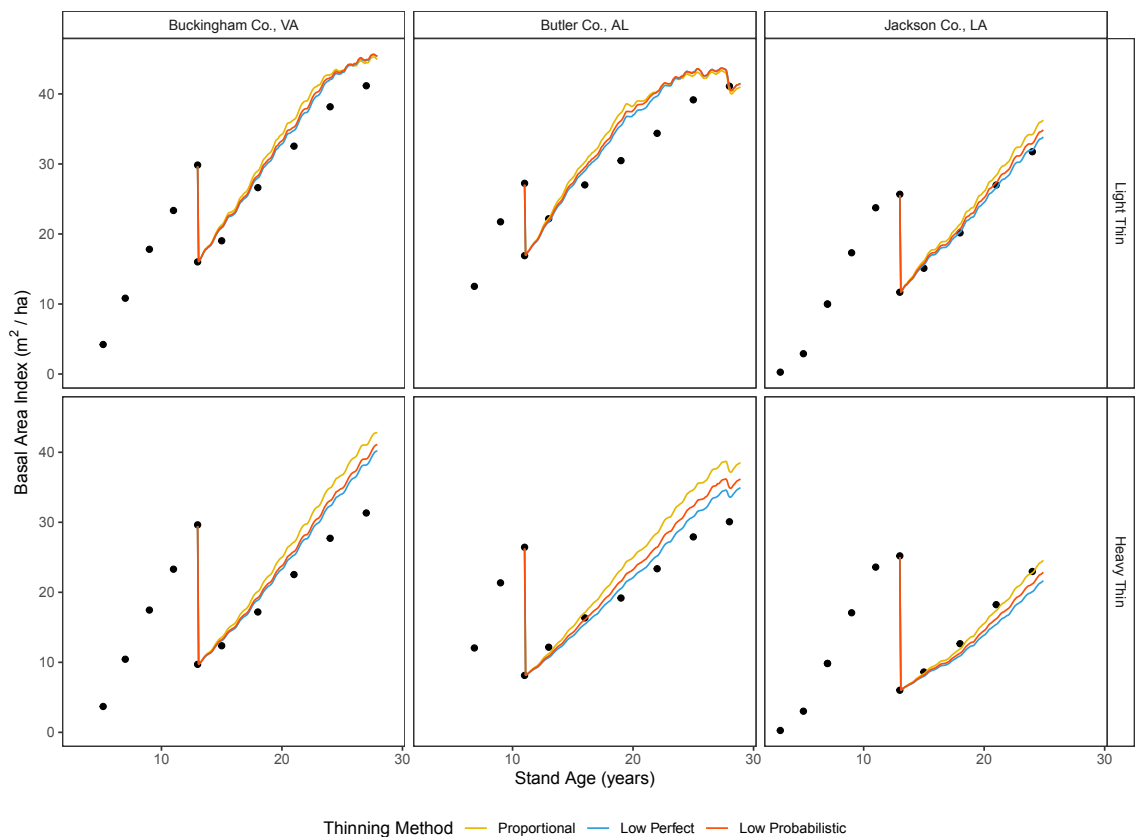 Buckingham Co., VA
Butler Co., AL
Jackson Co., LA
Light Thin
Heavy Thin
Basal Area Index (m² / ha)
40
30
20
10
0
40
30
20
10
0
10 20 30
10 20 30
10 20 30
Stand Age (years)
Thinning Method Proportional Low Perfect Low Probabilistic